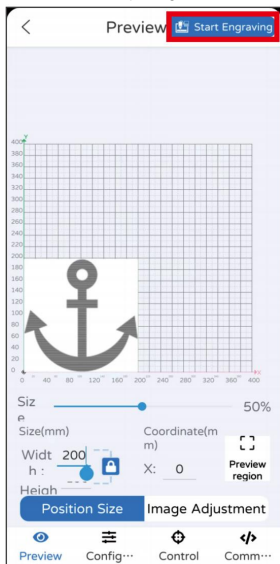 Preview
Start Engraving
Y
400
380
360
340
320
300
280
260
240
220
200
180
160
140
120
100
80
60
40
20
0
0 40 80 120 160 200 240 280 320 360 400
Siz
e
50%
Size(mm)
Coordinate(m
m)
Widt
h :
200
X: 0
Preview
region
Heigh
Position Size
Image Adjustment
Preview
Config···
Control
Comm···